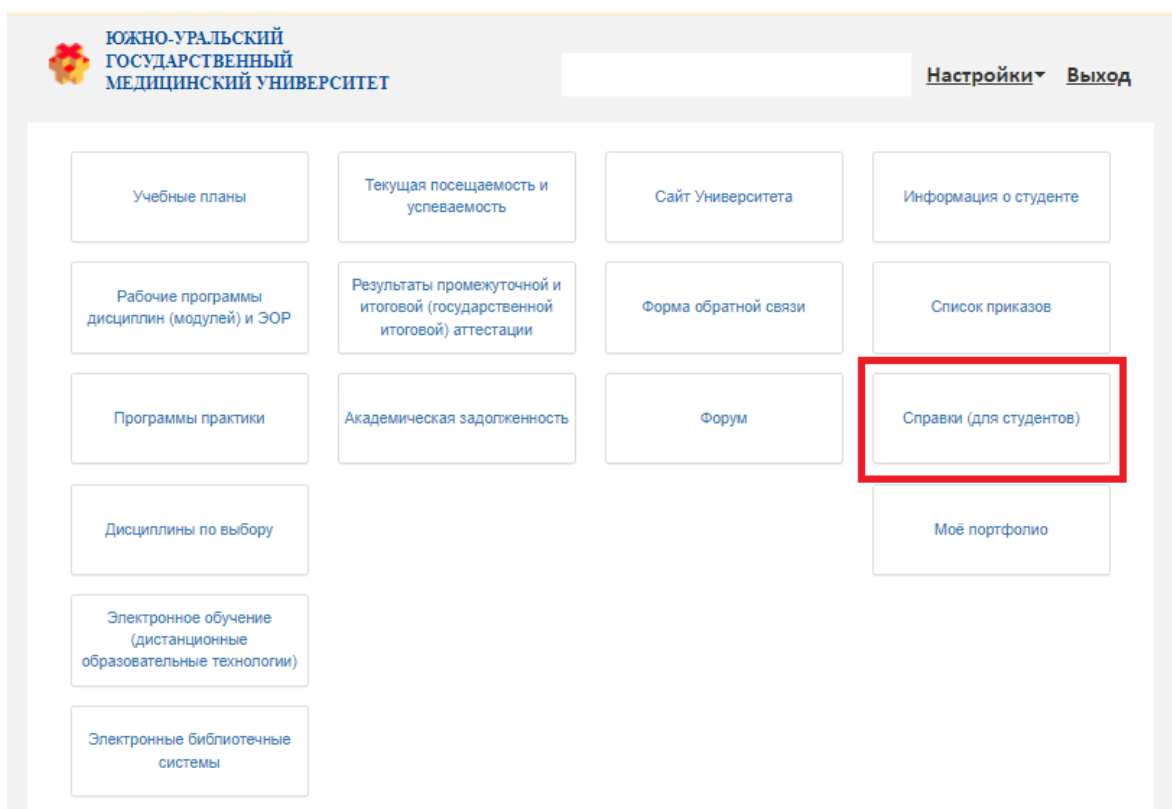 ЮЖНО-УРАЛЬСКИЙ
ГОСУДАРСТВЕННЫЙ
МЕДИЦИНСКИЙ УНИВЕРСИТЕТ
Настройки Выход
Учебные планы
Текущая посещаемость и
успеваемость
Сайт Университета
Информация о студенте
Рабочие программы
дисциплин (модулей) и ЭОР
Результаты промежуточной и
итоговой (государственной
итоговой) аттестации
Форма обратной связи
Список приказов
Программы практики
Академическая задолженность
Форум
Справки (для студентов)
Дисциплины по выбору
Моё портфолио
Электронное обучение
(дистанционные
образовательные технологии)
Электронные библиотечные
системы